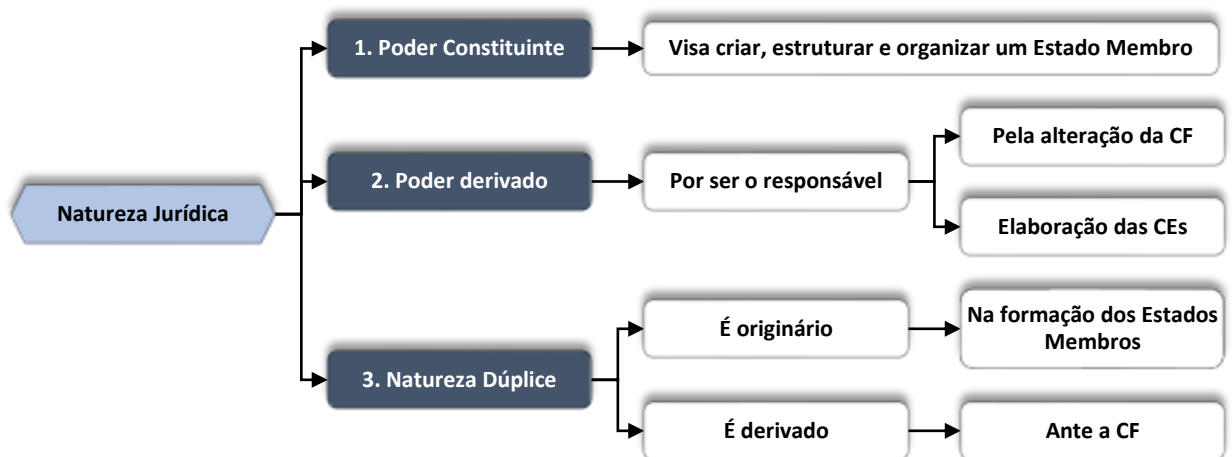 Natureza Jurídica
1. Poder Constituinte
Visa criar, estruturar e organizar um Estado Membro
2. Poder derivado
Por ser o responsável
Pela alteração da CF
Elaboração das CEs
3. Natureza Dúplice
É originário
Na formação dos Estados
Membros
É derivado
Ante a CF